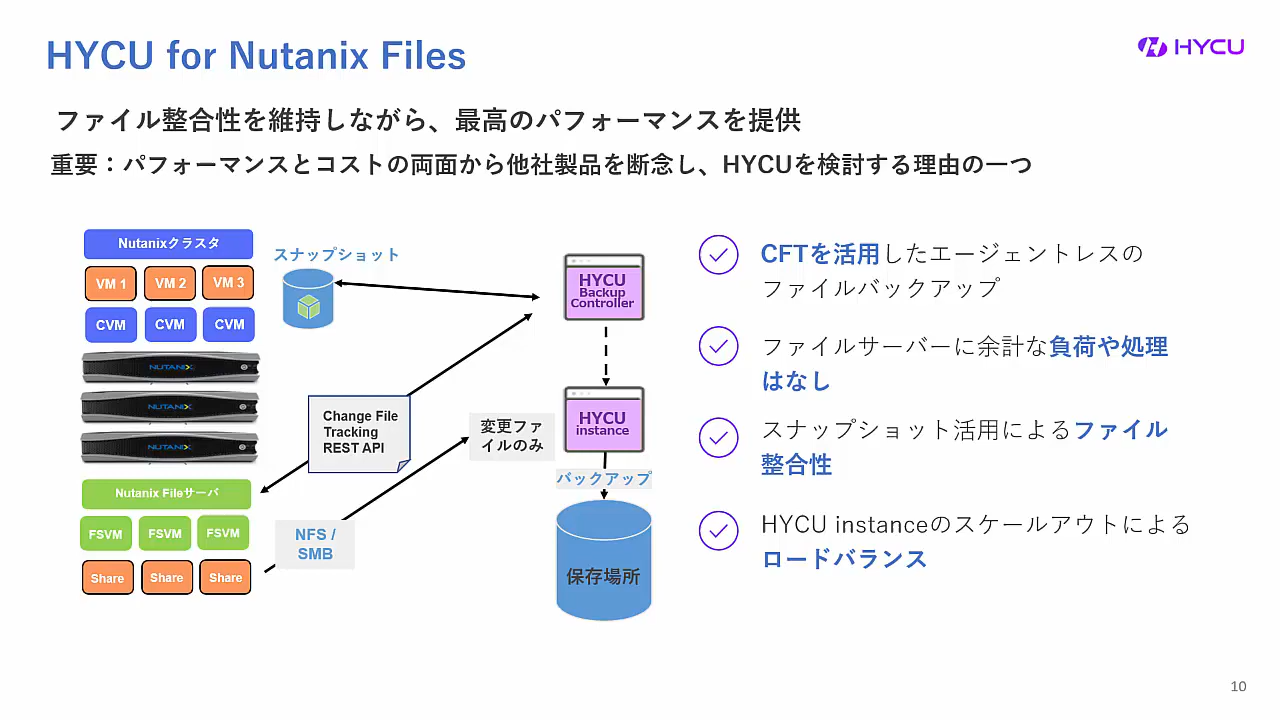 HYCU for Nutanix Files
HYCU
ファイル整合性を維持しながら、最高のパフォーマンスを提供
重要：パフォーマンスとコストの両面から他社製品を断念し、HYCUを検討する理由の一つ
Nutanixクラスタ
VM 1
VM 2
VM 3
CVM
CVM
CVM
NUTANIX
NUTANIX
NUTANIX
Nutanix Fileサーバ
FSVM
FSVM
FSVM
Share
Share
Share
スナップショット
Change File
Tracking
REST API
NFS /
SMB
変更ファ
イルのみ
HYCU
Backup
Controller
HYCU
instance
バックアップ
保存場所
CFTを活用したエージェントレスの
ファイルバックアップ
ファイルサーバーに余計な負荷や処理
はなし
スナップショット活用によるファイル
整合性
HYCU instanceのスケールアウトによる
ロードバランス
10